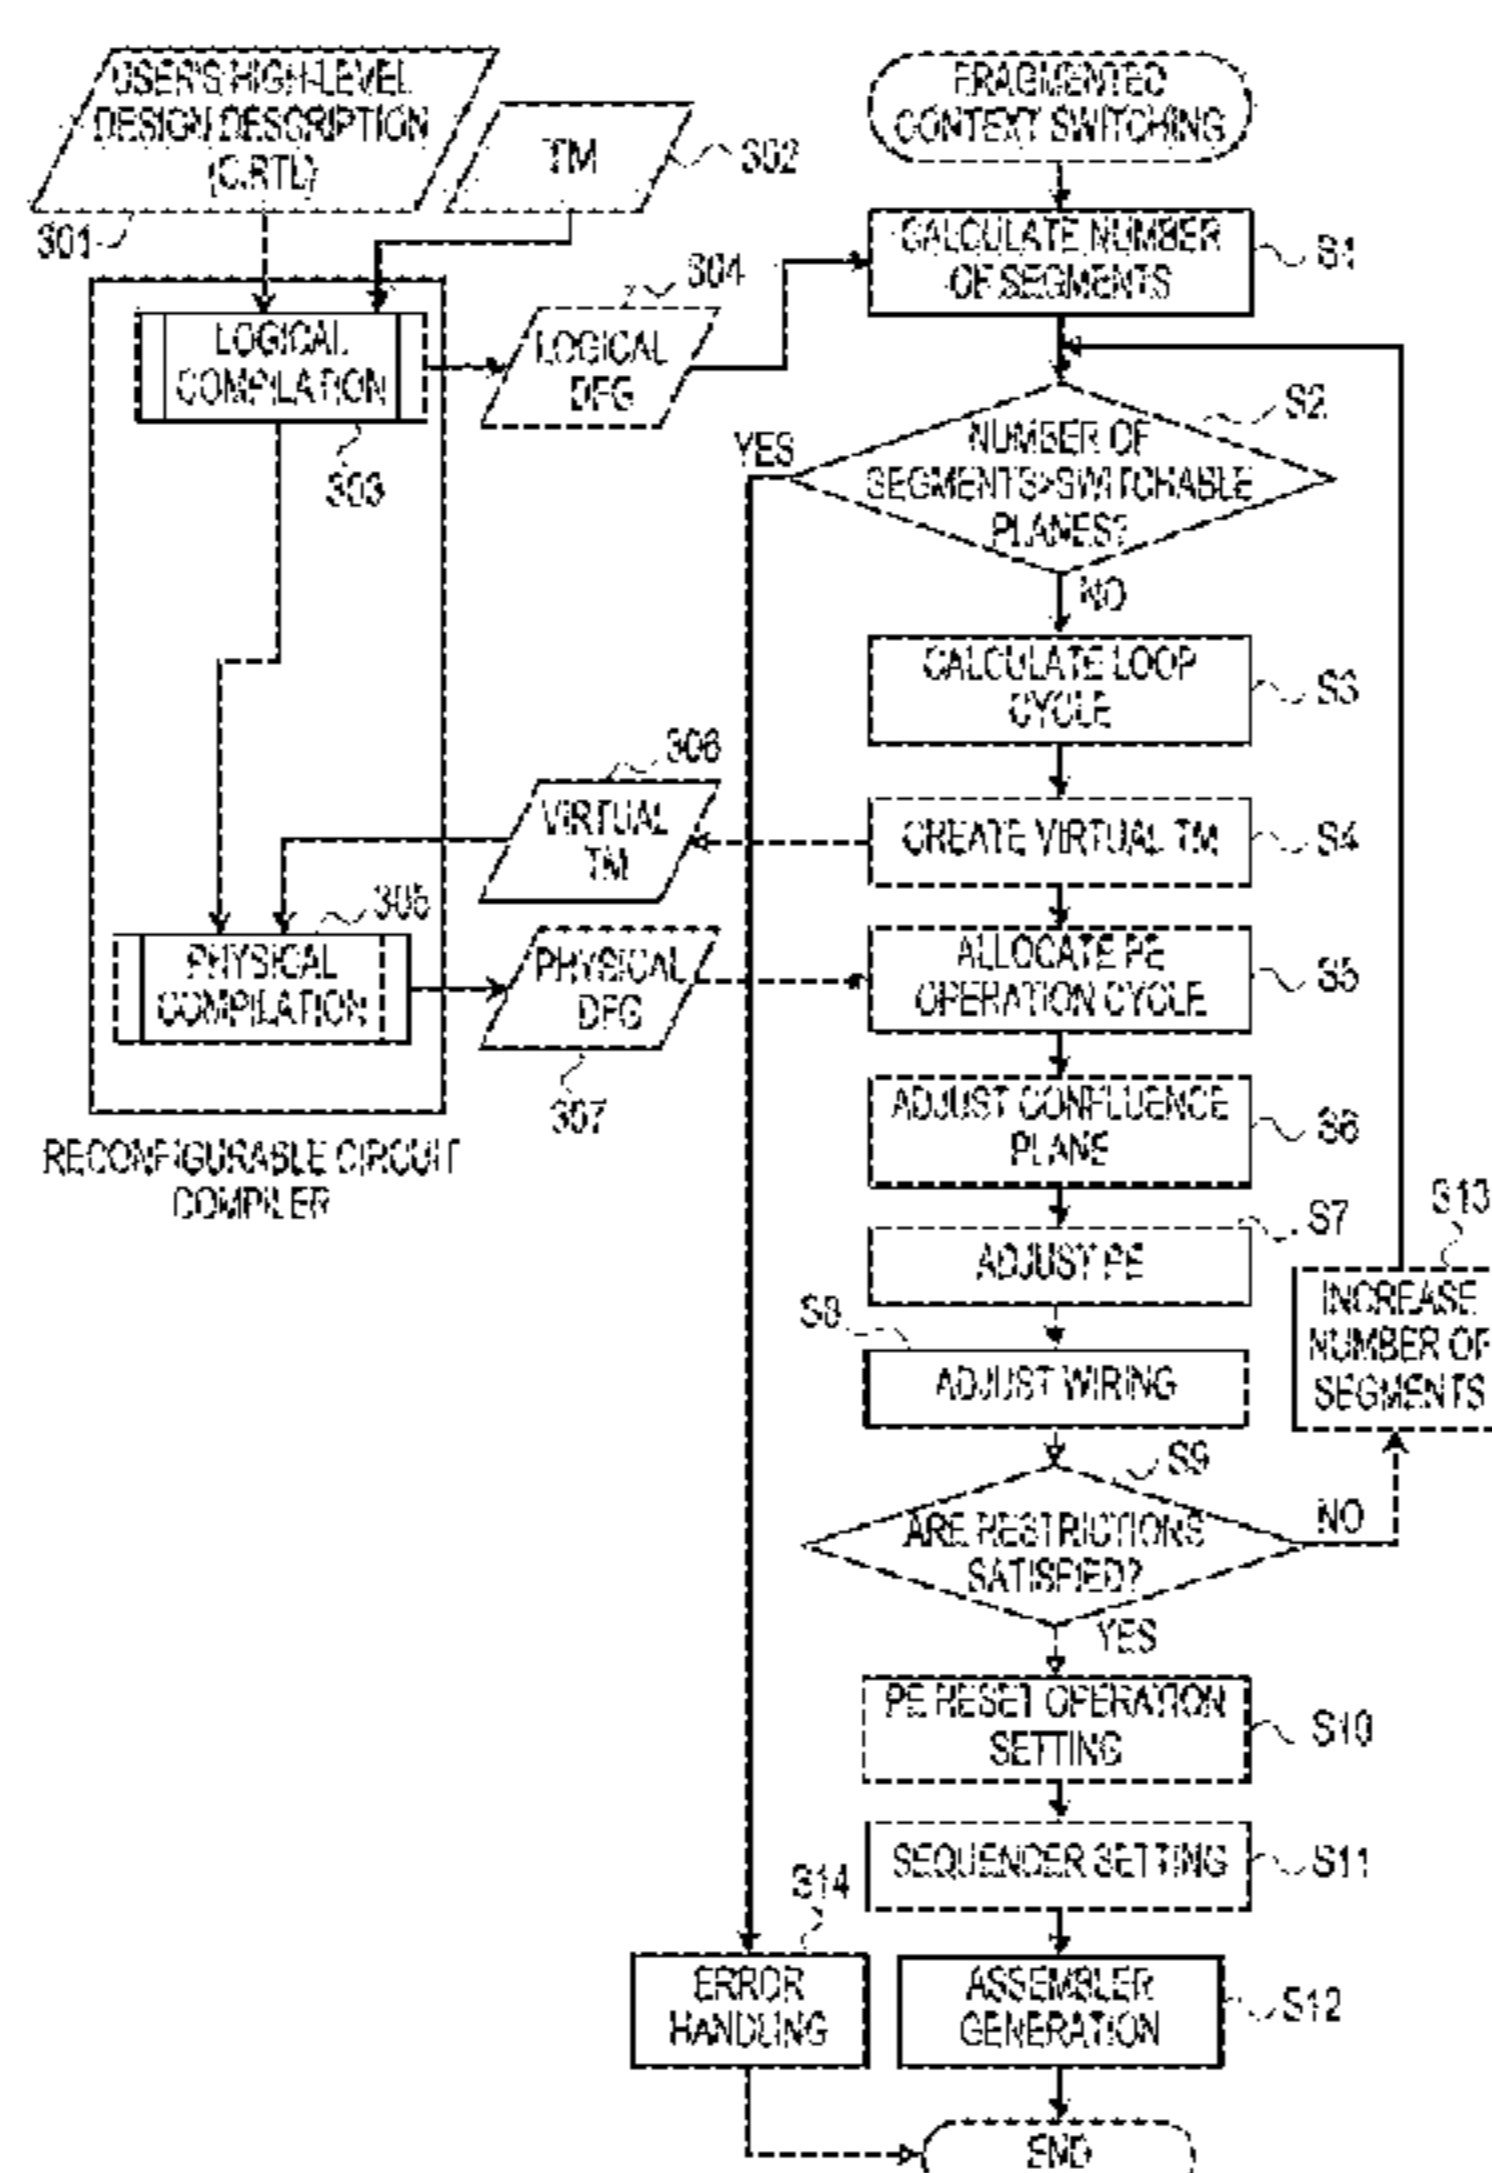 USER'S HIGH-LEVEL
DESIGN DESCRIPTION
(C.RTL)
301
TM
302
FRAGMENTED
CONTEXT SWITCHING
CALCULATE NUMBER
OF SEGMENTS
S1
LOGICAL
COMPILATION
303
304
LOGICAL
DFG
S2
NUMBER OF
SEGMENTS>SWITCHABLE
PLANES?
YES
NO
CALCULATE LOOP
CYCLE
S3
306
VIRTUAL
TM
CREATE VIRTUAL TM
S4
305
PHYSICAL
COMPILATION
PHYSICAL
DFG
307
ALLOCATE PE
OPERATION CYCLE
S5
ADJUST CONFLUENCE
PLANE
S6
RECONFIGURABLE CIRCUIT
COMPILER
S7
ADJUST PE
S13
INCREASE
NUMBER OF
SEGMENTS
S8
ADJUST WIRING
S9
ARE RESTRICTIONS
SATISFIED?
NO
YES
PE RESET OPERATION
SETTING
S10
SEQUENCER SETTING
S11
S14
ERROR
HANDLING
ASSEMBLER
GENERATION
S12
END